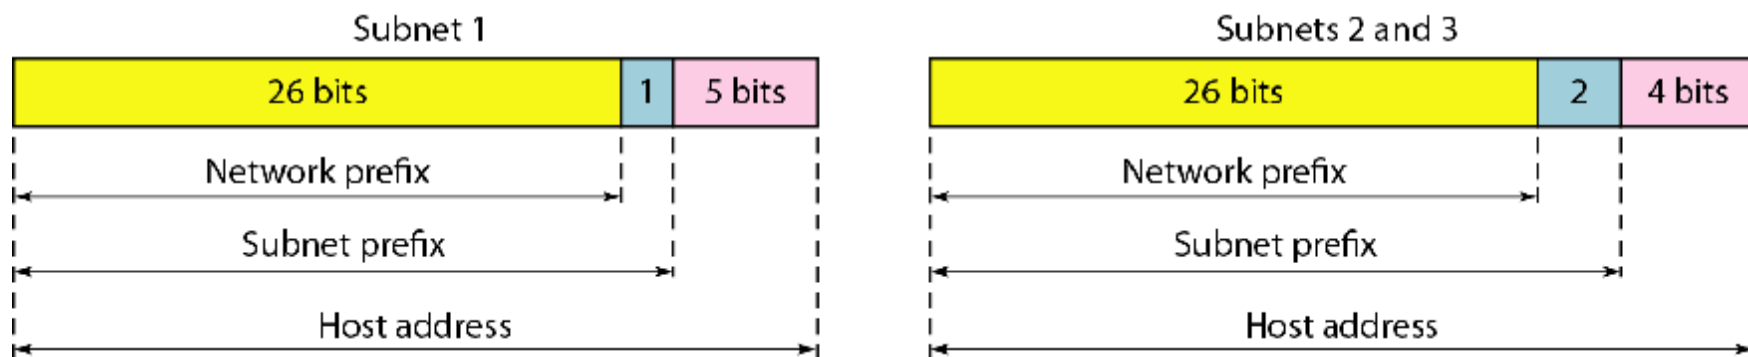 Subnet 1
26 bits
1
5 bits
Network prefix
Subnet prefix
Host address
Subnets 2 and 3
26 bits
2
4 bits
Network prefix
Subnet prefix
Host address